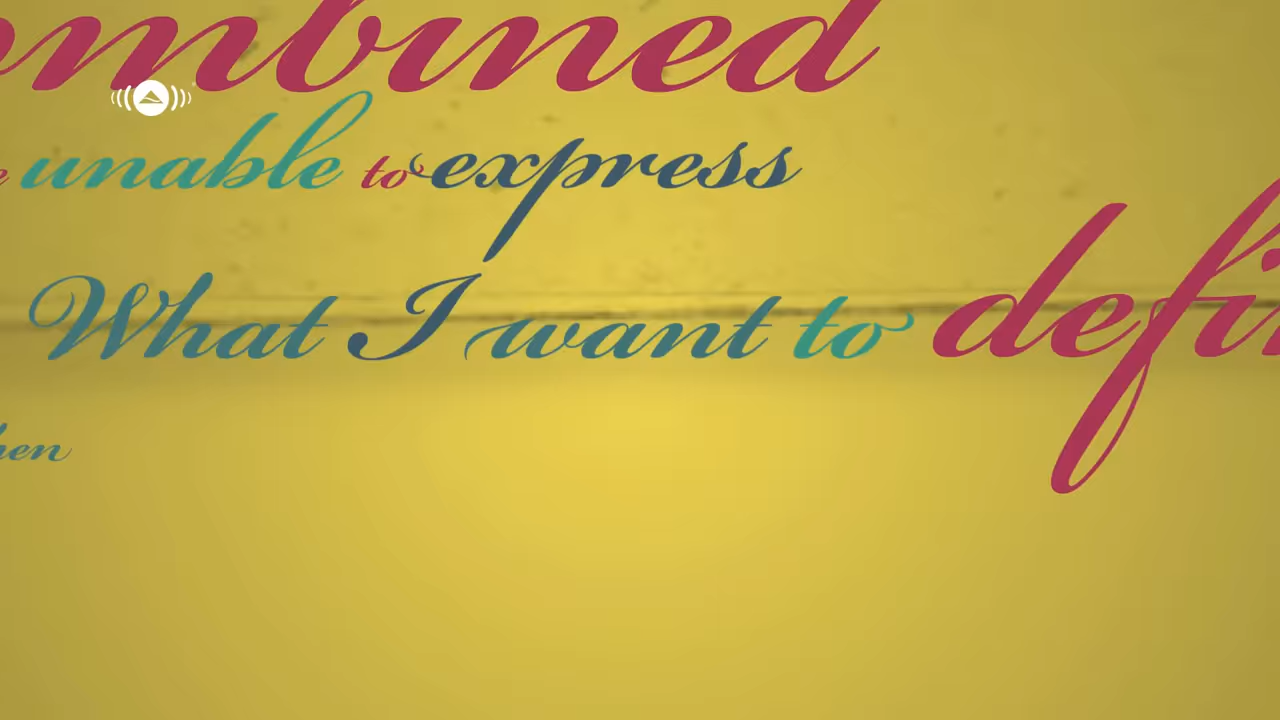 ombined
unable to express
What I want to defi
hen